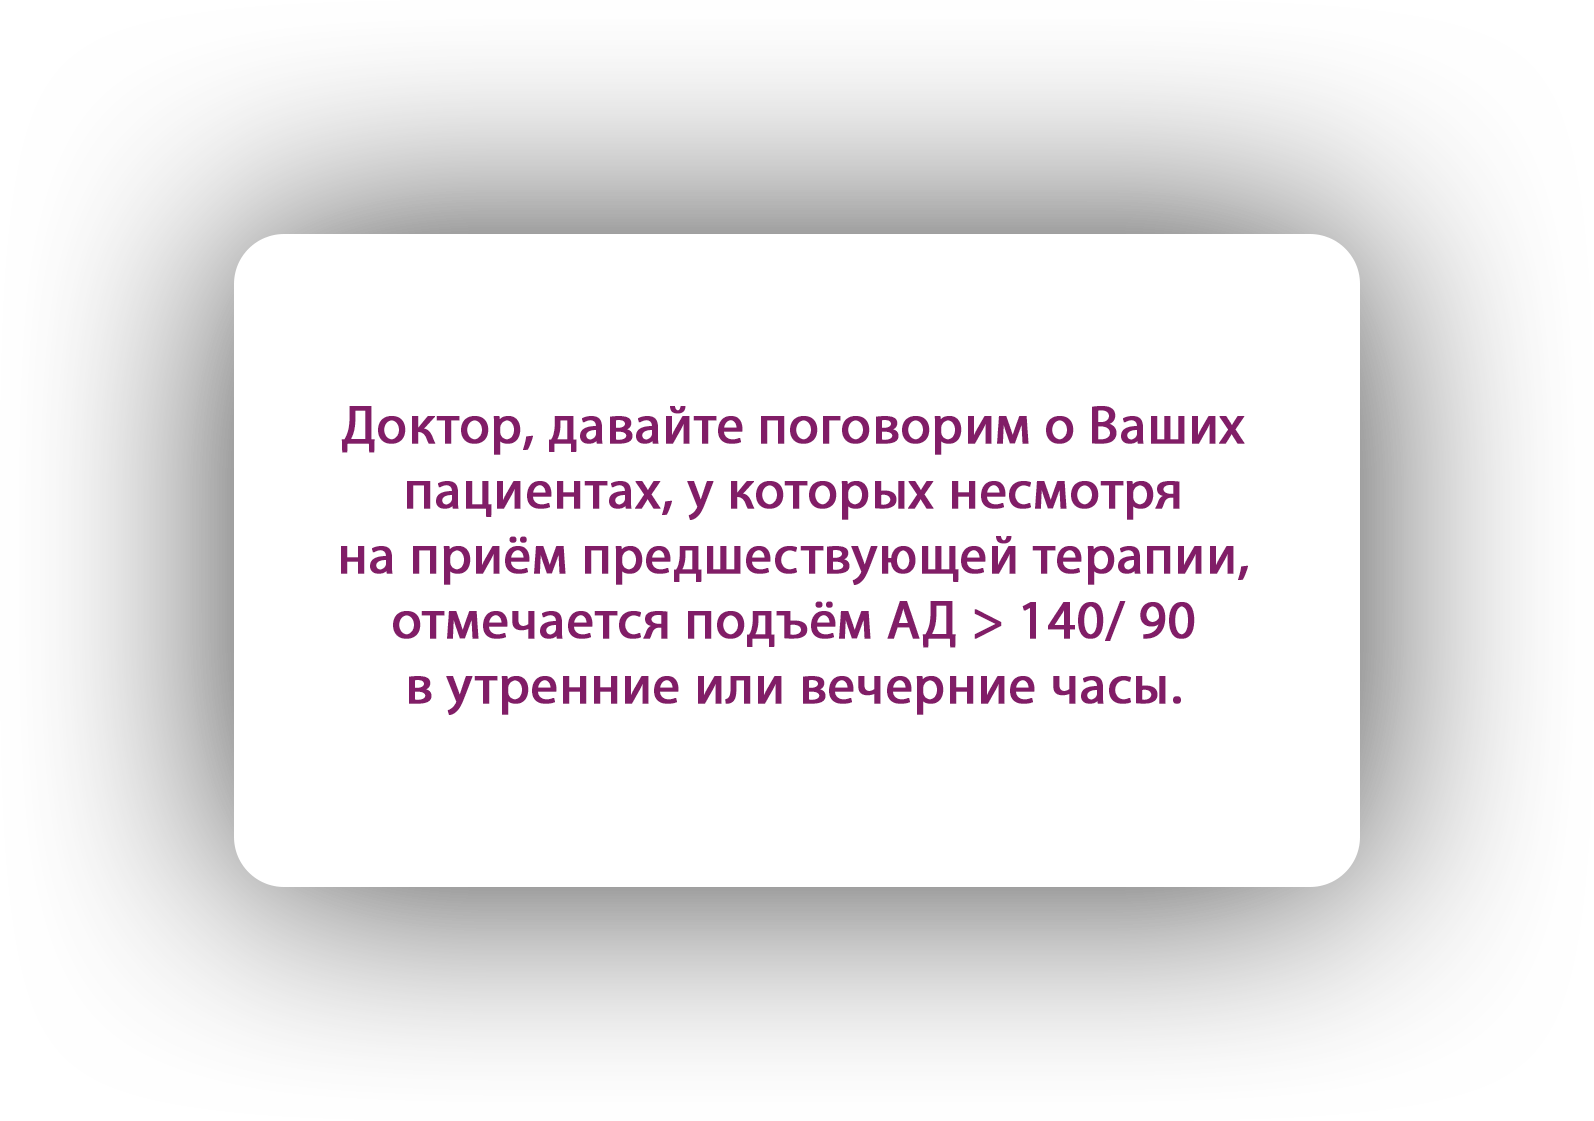 Доктор, давайте поговорим о Ваших
пациентах, у которых несмотря
на приём предшествующей терапии,
отмечается подъём АД > 140/ 90
в утренние или вечерние часы.